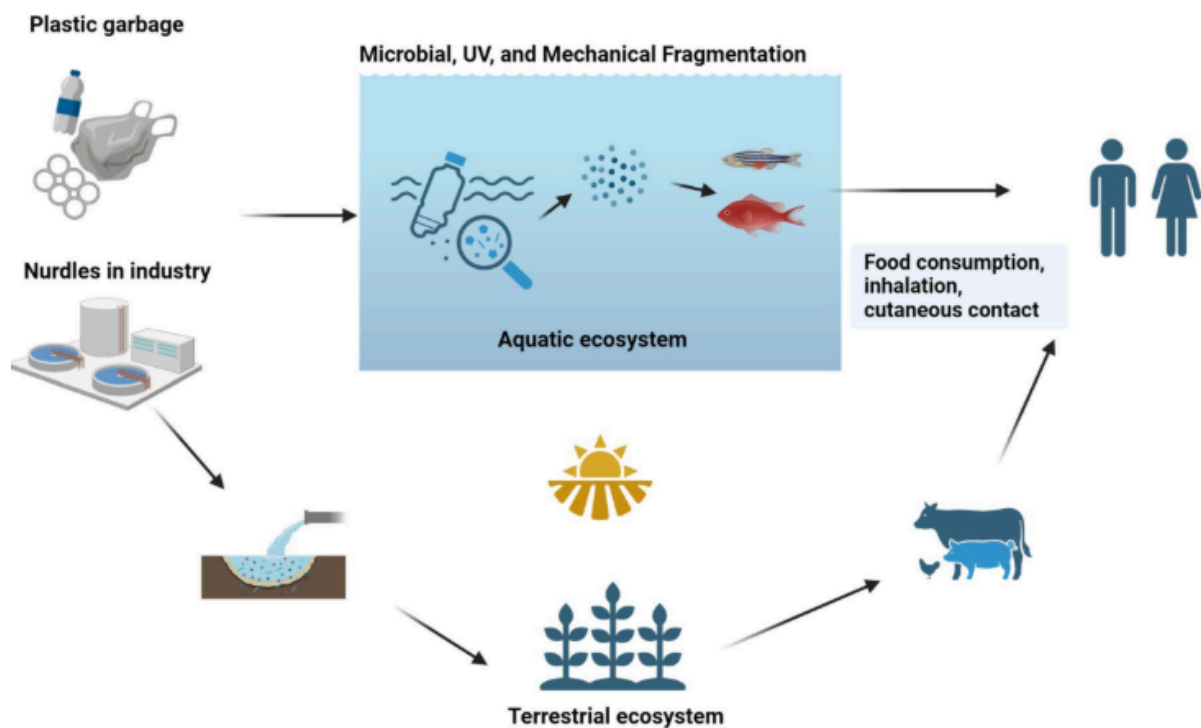 Plastic garbage
Microbial, UV, and Mechanical Fragmentation
Nurdles in industry
Aquatic ecosystem
Food consumption,
inhalation,
cutaneous contact
Terrestrial ecosystem